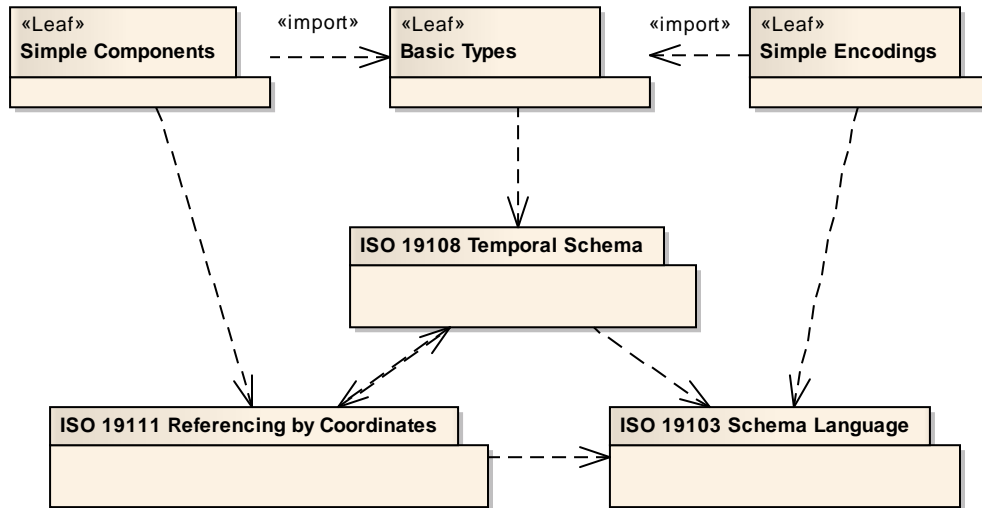 «Leaf»
Simple Components
«import»
«Leaf»
Basic Types
«import»
«Leaf»
Simple Encodings
ISO 19108 Temporal Schema
ISO 19111 Referencing by Coordinates
ISO 19103 Schema Language